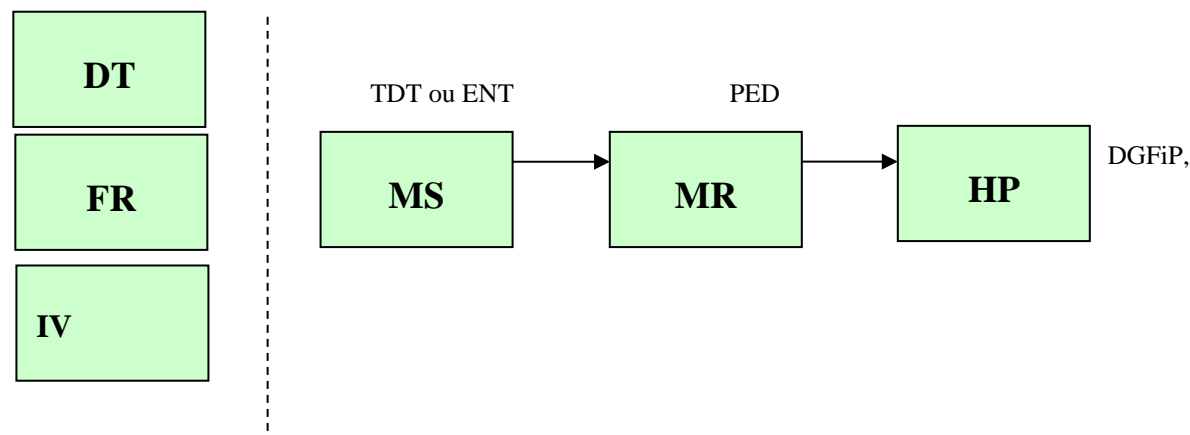 DT
FR
IV
TDT ou ENT
PED
MS
MR
HP
DGFiP,